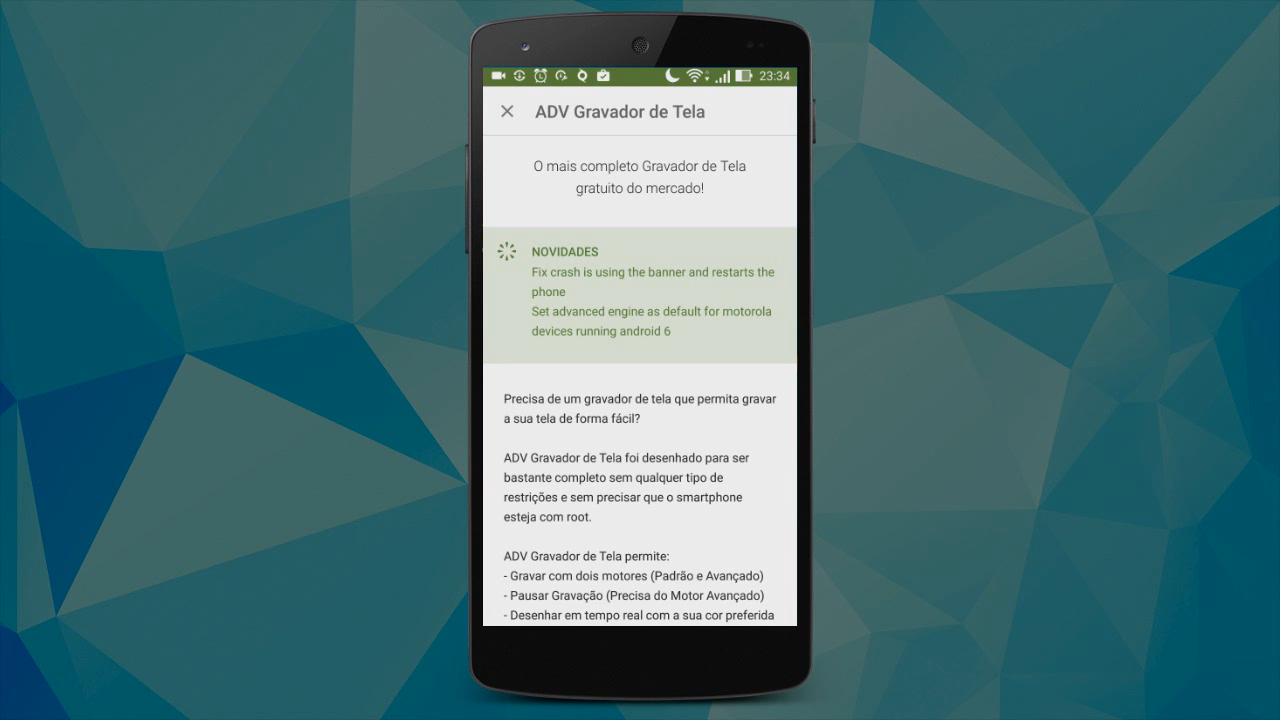 23:34
ADV Gravador de Tela
O mais completo Gravador de Tela
gratuito do mercado!
NOVIDADES
Fix crash is using the banner and restarts the
phone
Set advanced engine as default for motorola
devices running android 6
Precisa de um gravador de tela que permita gravar
a sua tela de forma fácil?
ADV Gravador de Tela foi desenhado para ser
bastante completo sem qualquer tipo de
restrições e sem precisar que o smartphone
esteja com root.
ADV Gravador de Tela permite:
- Gravar com dois motores (Padrão e Avançado)
- Pausar Gravação (Precisa do Motor Avançado)
- Desenhar em tempo real com a sua cor preferida